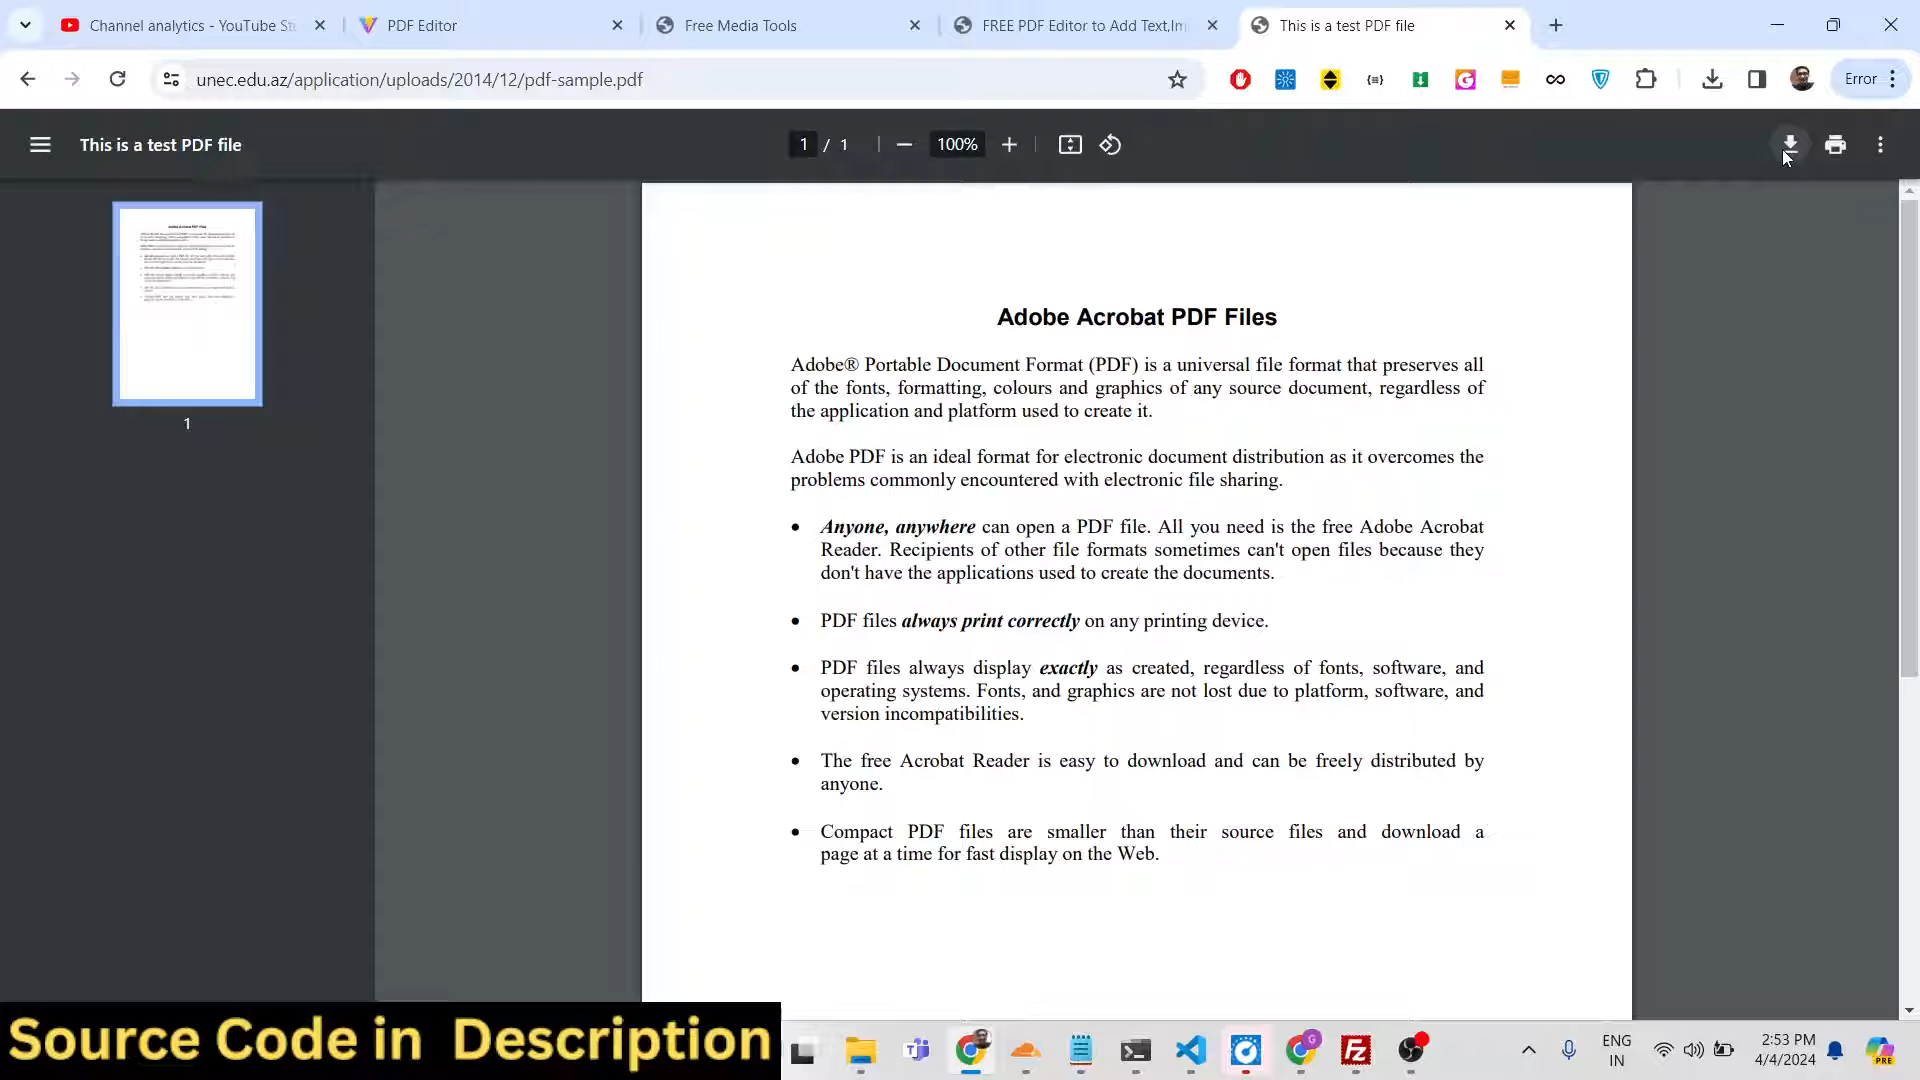 Channel analytics - YouTube St
PDF Editor
Free Media Tools
FREE PDF Editor to Add Text,Im
This is a test PDF file
unec.edu.az/application/uploads/2014/12/pdf-sample.pdf
Error
This is a test PDF file
1 / 1
100%
1
Adobe Acrobat PDF Files
Adobe® Portable Document Format (PDF) is a universal file format that preserves all
of the fonts, formatting, colours and graphics of any source document, regardless of
the application and platform used to create it.
Adobe PDF is an ideal format for electronic document distribution as it overcomes the
problems commonly encountered with electronic file sharing.
• Anyone, anywhere can open a PDF file. All you need is the free Adobe Acrobat
Reader. Recipients of other file formats sometimes can't open files because they
don't have the applications used to create the documents.
• PDF files always print correctly on any printing device.
• PDF files always display exactly as created, regardless of fonts, software, and
operating systems. Fonts, and graphics are not lost due to platform, software, and
version incompatibilities.
• The free Acrobat Reader is easy to download and can be freely distributed by
anyone.
• Compact PDF files are smaller than their source files and download a
page at a time for fast display on the Web.
Source Code in Description
ENG
IN
2:53 PM
4/4/2024
PRE